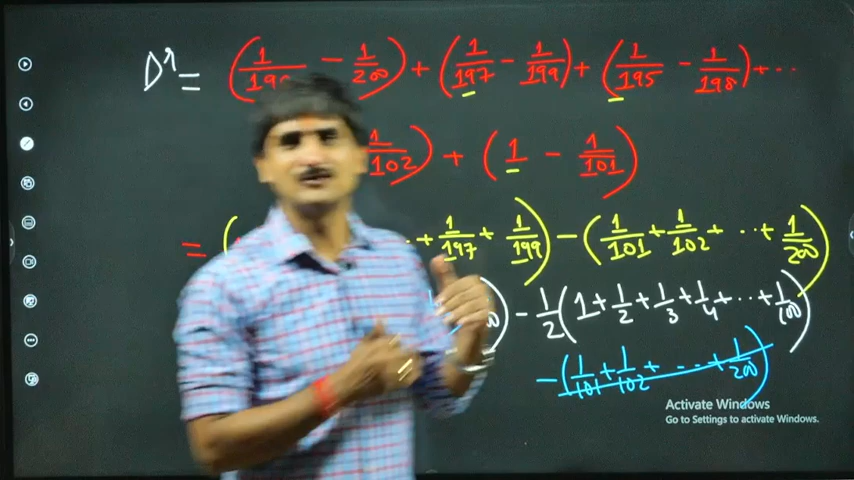 Dʳ = (1/199 - 1/200) + (1/197 - 1/199) + (1/195 - 1/198) + ...
1/102) + (1 - 1/101)
= ( ... + 1/197 + 1/199) - (1/101 + 1/102 + ... + 1/200)
) - 1/2 (1 + 1/2 + 1/3 + 1/4 + ... + 1/100)
- (1/101 + 1/102 + ... + 1/200)
Activate Windows
Go to Settings to activate Windows.